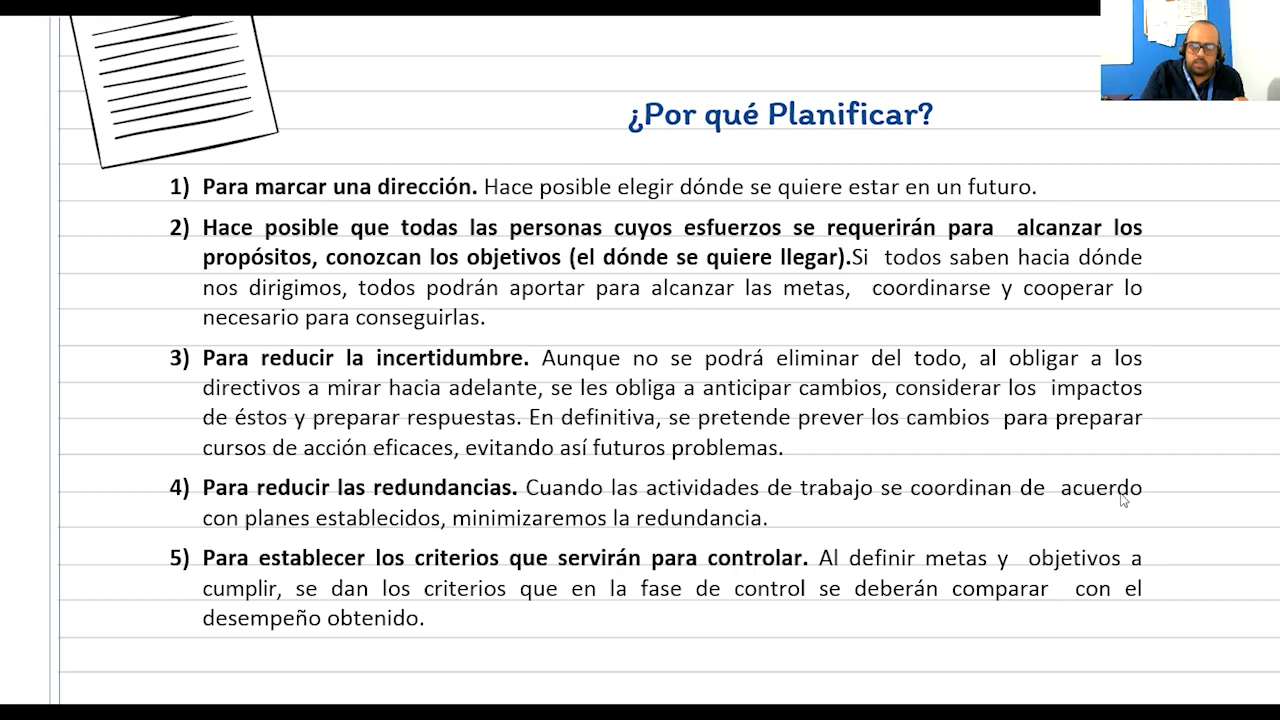 ¿Por qué Planificar?
1) Para marcar una dirección. Hace posible elegir dónde se quiere estar en un futuro.
2) Hace posible que todas las personas cuyos esfuerzos se requerirán para alcanzar los
propósitos, conozcan los objetivos (el dónde se quiere llegar).Si todos saben hacia dónde
nos dirigimos, todos podrán aportar para alcanzar las metas, coordinarse y cooperar lo
necesario para conseguirlas.
3) Para reducir la incertidumbre. Aunque no se podrá eliminar del todo, al obligar a los
directivos a mirar hacia adelante, se les obliga a anticipar cambios, considerar los impactos
de éstos y preparar respuestas. En definitiva, se pretende prever los cambios para preparar
cursos de acción eficaces, evitando así futuros problemas.
4) Para reducir las redundancias. Cuando las actividades de trabajo se coordinan de acuerdo
con planes establecidos, minimizaremos la redundancia.
5) Para establecer los criterios que servirán para controlar. Al definir metas y objetivos a
cumplir, se dan los criterios que en la fase de control se deberán comparar con el
desempeño obtenido.